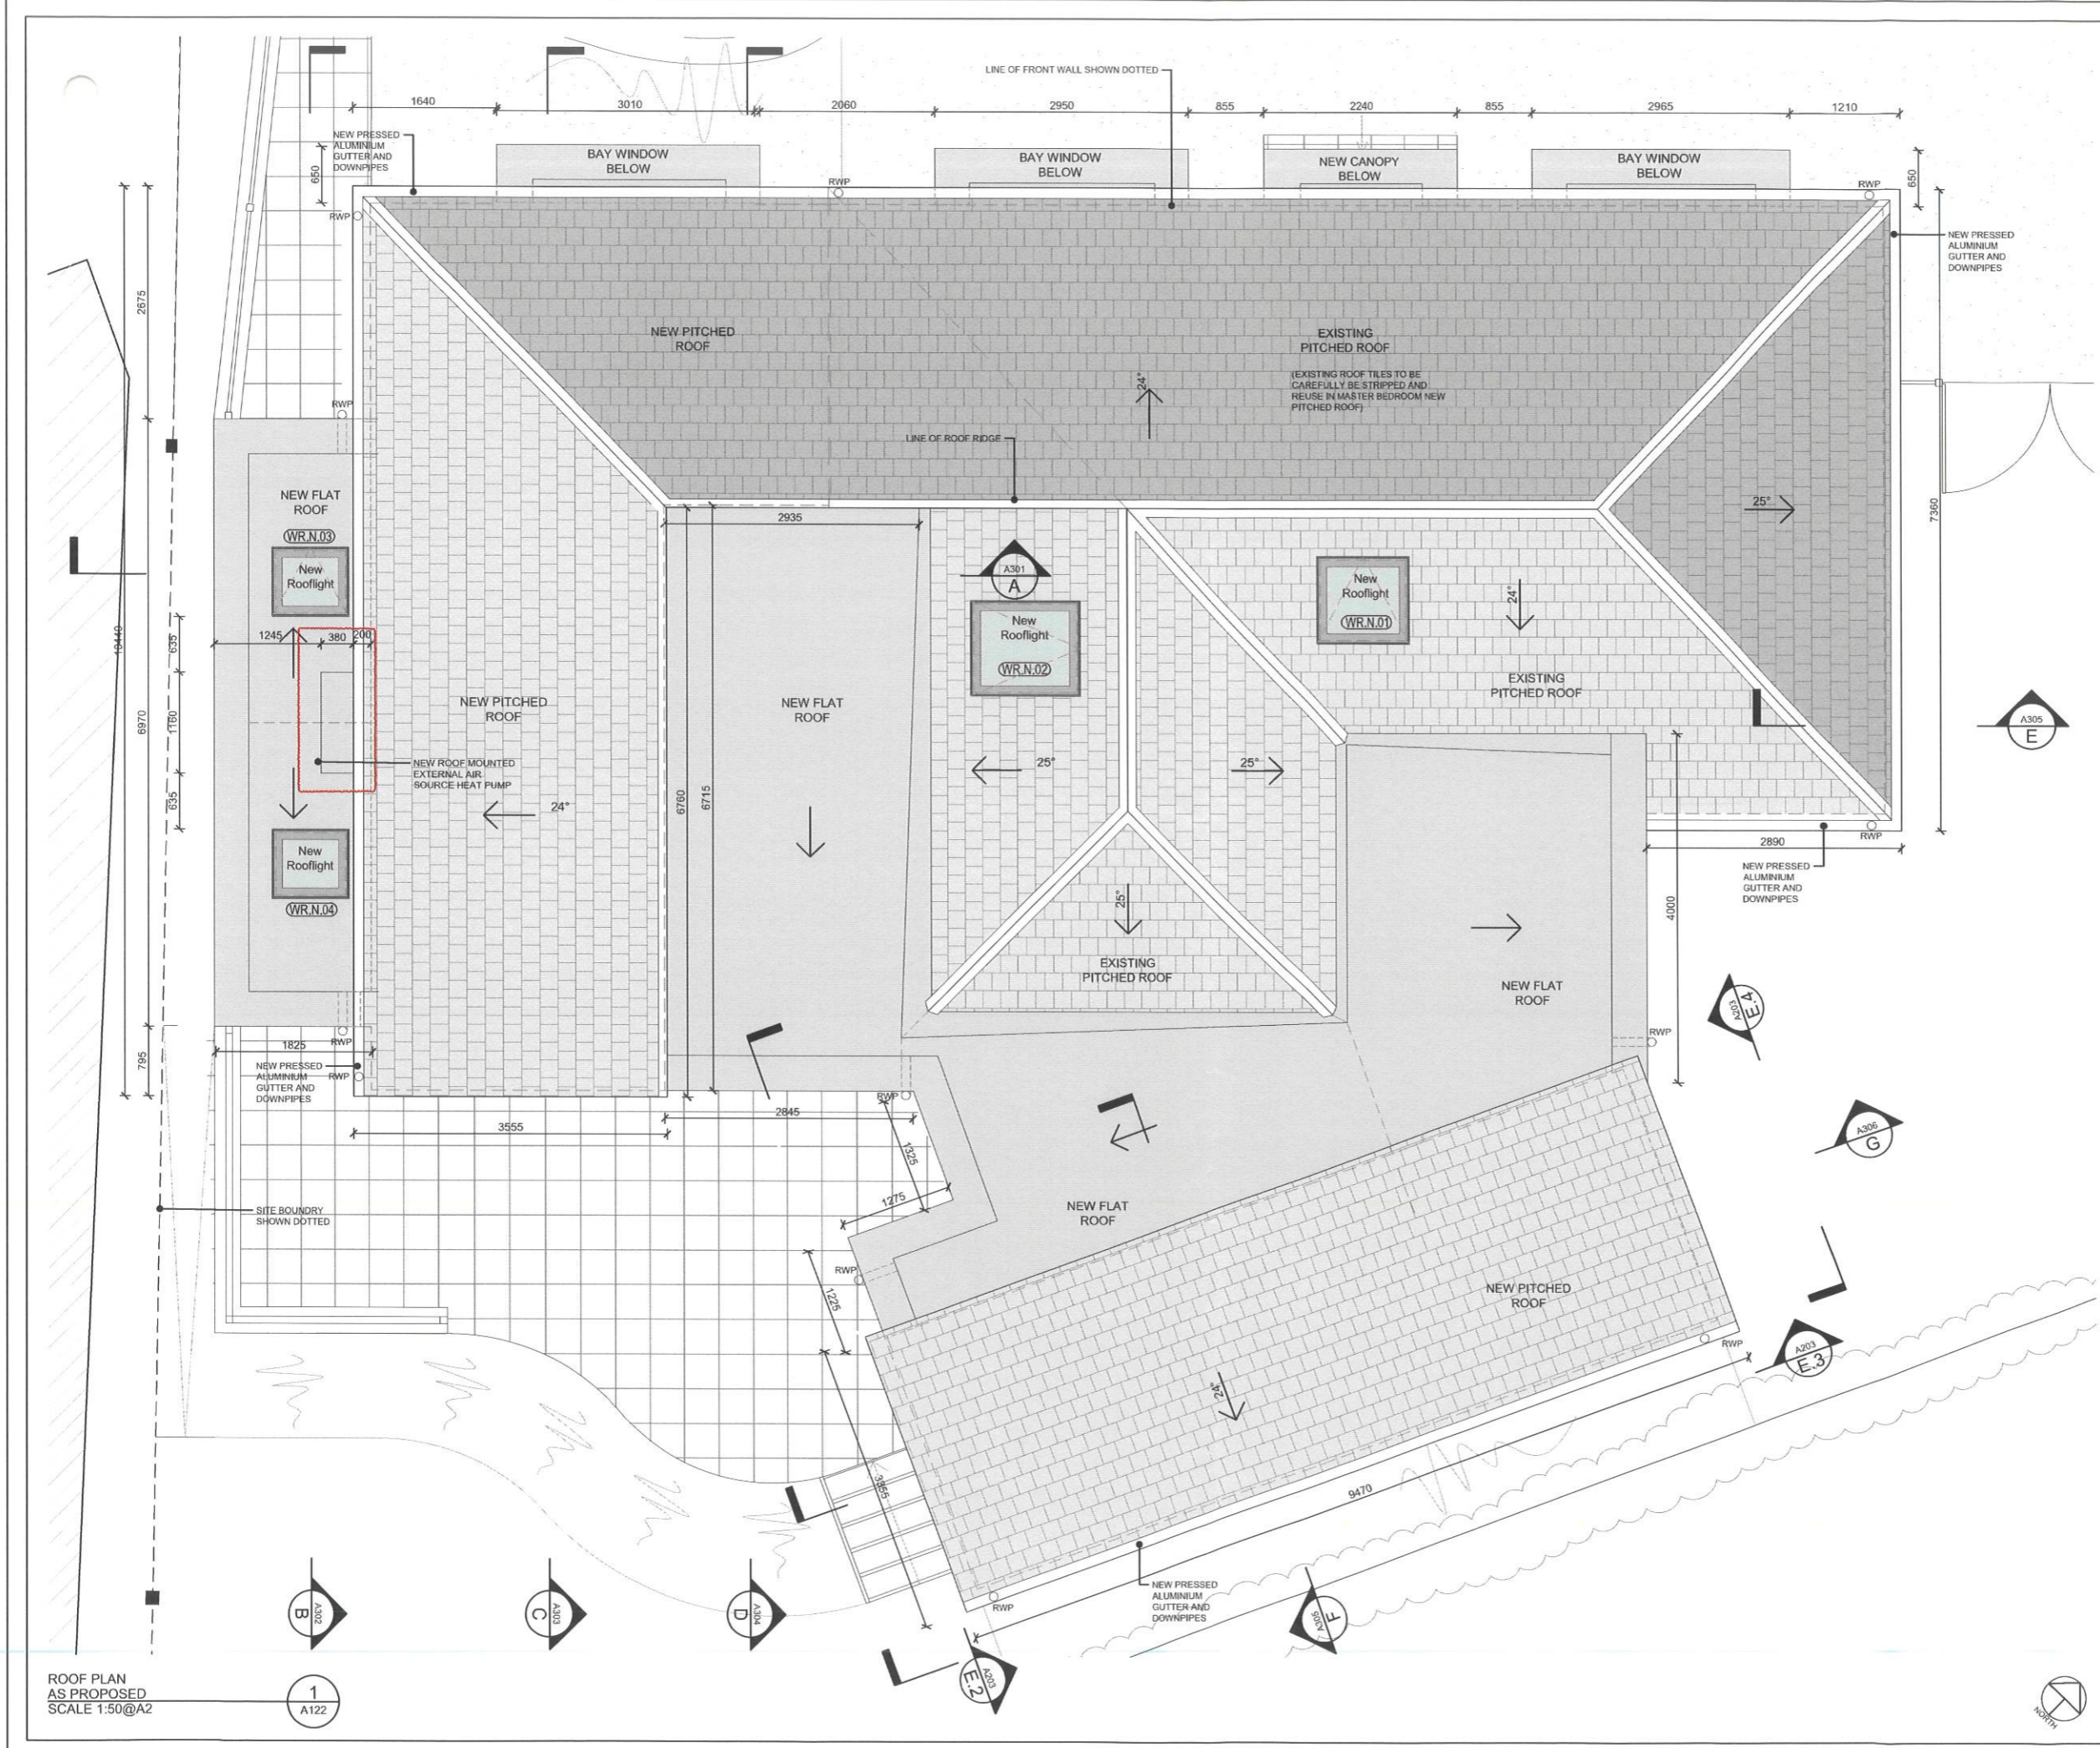 LINE OF FRONT WALL SHOWN DOTTED
1640
3010
2060
2950
855
2240
855
2965
1210
NEW PRESSED
ALUMINIUM
GUTTER AND
DOWNPIPES
650
BAY WINDOW
BELOW
BAY WINDOW
BELOW
NEW CANOPY
BELOW
BAY WINDOW
BELOW
650
RWP
RWP
RWP
NEW PRESSED
ALUMINIUM
GUTTER AND
DOWNPIPES
2675
NEW PITCHED
ROOF
EXISTING
PITCHED ROOF
(EXISTING ROOF TILES TO BE
CAREFULLY BE STRIPPED AND
REUSE IN MASTER BEDROOM NEW
PITCHED ROOF)
24°
RWP
LINE OF ROOF RIDGE
NEW FLAT
ROOF
WR.N.03
New
Rooflight
2935
A301
A
New
Rooflight
WR.N.02
New
Rooflight
WR.N.01
24°
25°
7360
1245
380
200
635
10440
6970
1160
635
NEW PITCHED
ROOF
NEW FLAT
ROOF
EXISTING
PITCHED ROOF
A305
E
NEW ROOF MOUNTED
EXTERNAL AIR
SOURCE HEAT PUMP
24°
6760
6715
25°
25°
New
Rooflight
WR.N.04
RWP
2890
NEW PRESSED
ALUMINIUM
GUTTER AND
DOWNPIPES
25°
4000
EXISTING
PITCHED ROOF
NEW FLAT
ROOF
A203
E.4
RWP
795
1825
RWP
NEW PRESSED
ALUMINIUM
GUTTER AND
DOWNPIPES
RWP
3555
2845
RWP
1325
1275
A306
G
SITE BOUNDRY
SHOWN DOTTED
NEW FLAT
ROOF
RWP
1225
NEW PITCHED
ROOF
RWP
A203
E.3
24°
3355
9470
NEW PRESSED
ALUMINIUM
GUTTER AND
DOWNPIPES
RWP
A302
B
A303
C
A304
D
F
A203
E.2
ROOF PLAN
AS PROPOSED
SCALE 1:50@A2
1
A122
NORTH